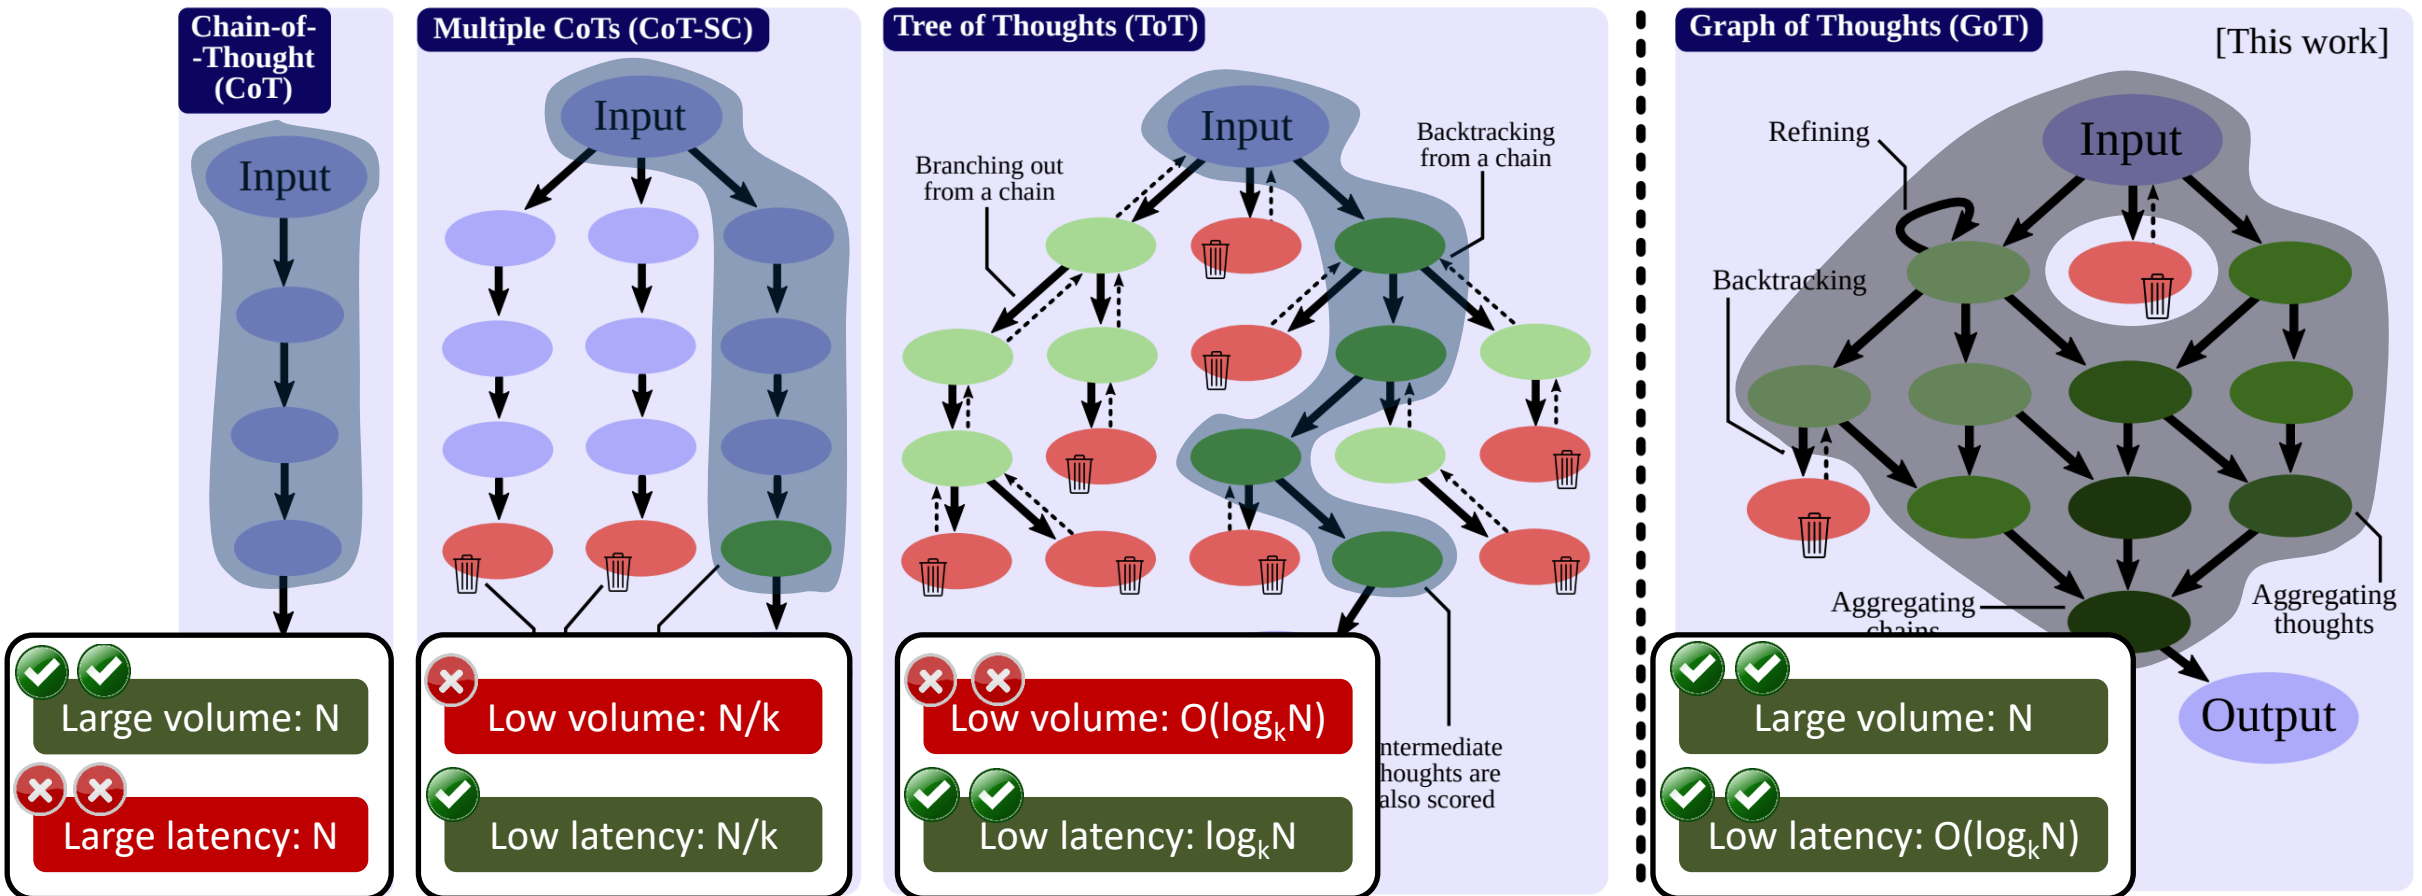 Chain-of-
-Thought
(CoT)
Input
Large volume: N
Large latency: N
Multiple CoTs (CoT-SC)
Input
Low volume: N/k
Low latency: N/k
Tree of Thoughts (ToT)
Input
Branching out
from a chain
Backtracking
from a chain
ntermediate
houghts are
also scored
Low volume: O(logₖN)
Low latency: logₖN
Graph of Thoughts (GoT)
[This work]
Input
Refining
Backtracking
Aggregating
chains
Aggregating
thoughts
Output
Large volume: N
Low latency: O(logₖN)